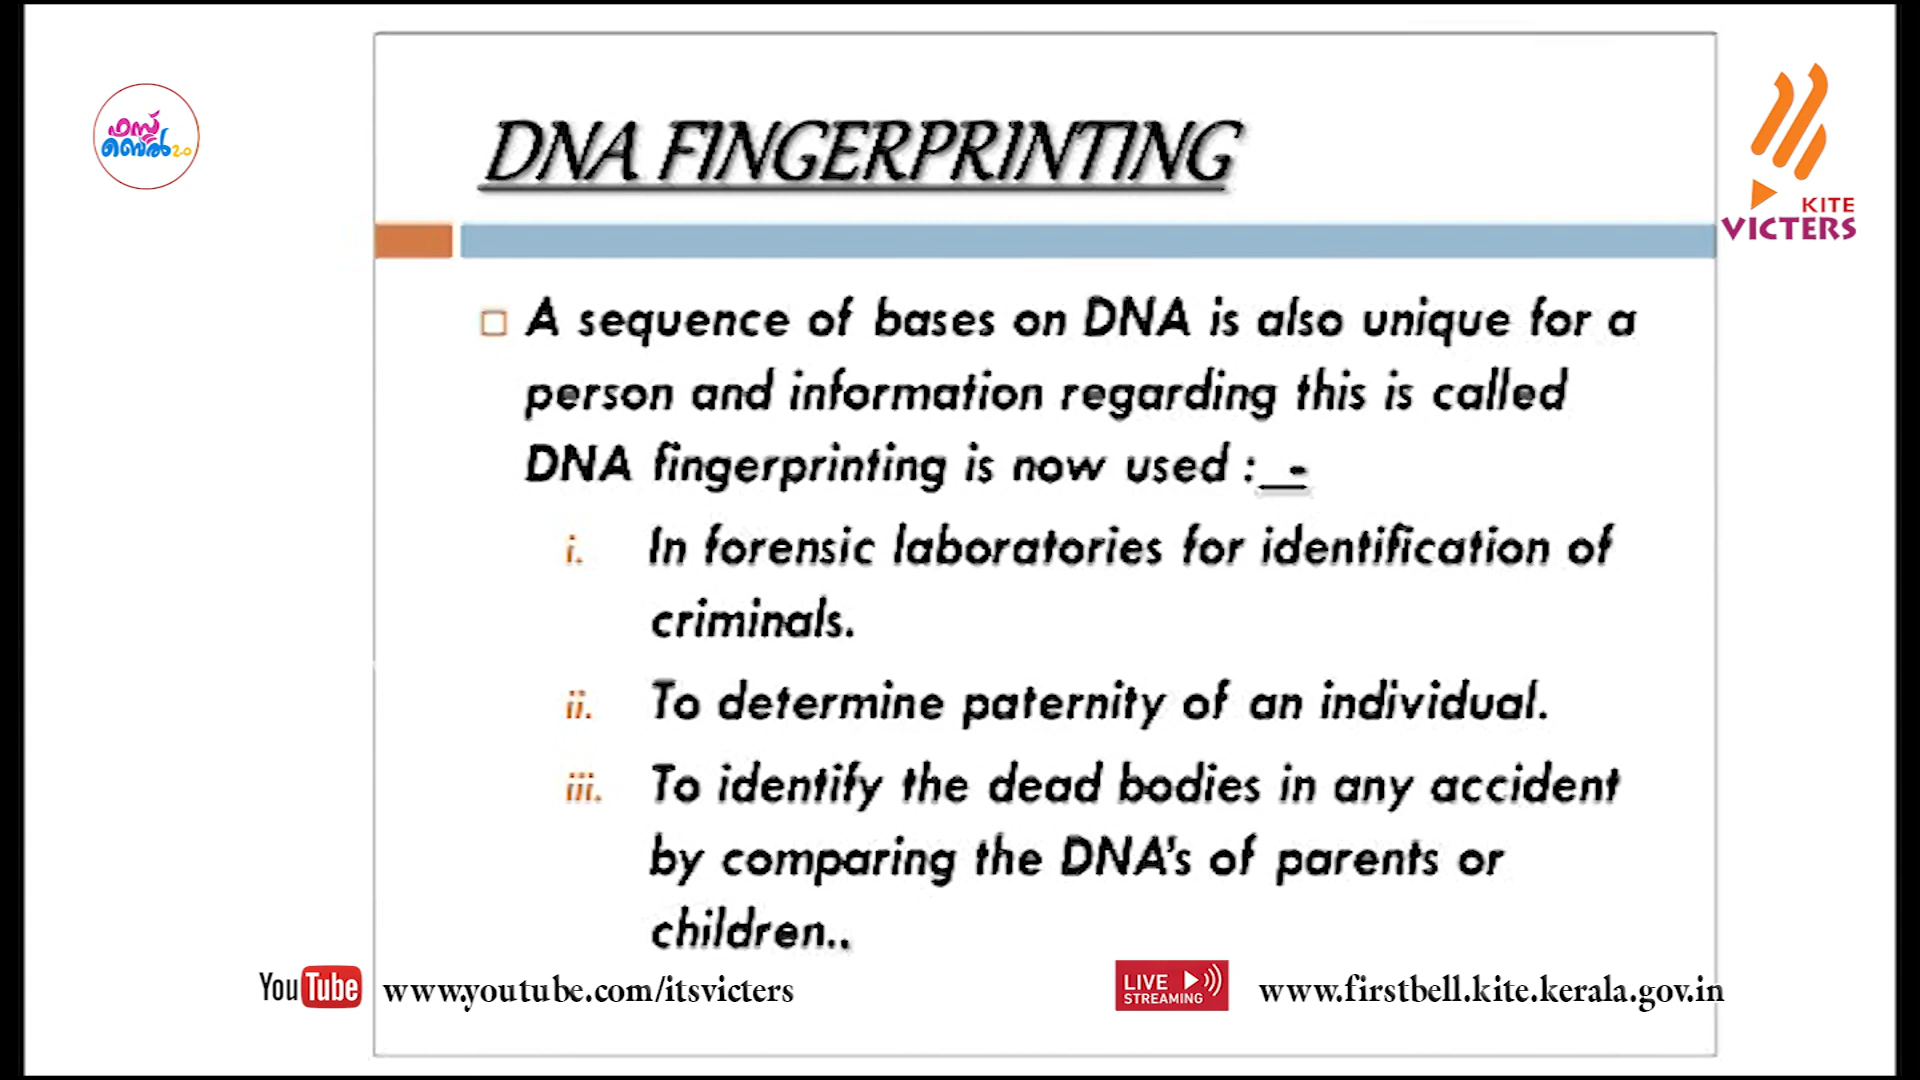 ഫസ്റ്റ്
ബെൽ 2.0
DNA FINGERPRINTING
KITE
VICTERS
A sequence of bases on DNA is also unique for a
person and information regarding this is called
DNA fingerprinting is now used :_-
i. In forensic laboratories for identification of
criminals.
ii. To determine paternity of an individual.
iii. To identify the dead bodies in any accident
by comparing the DNA's of parents or
children..
YouTube www.youtube.com/itsvicters
LIVE
STREAMING
www.firstbell.kite.kerala.gov.in